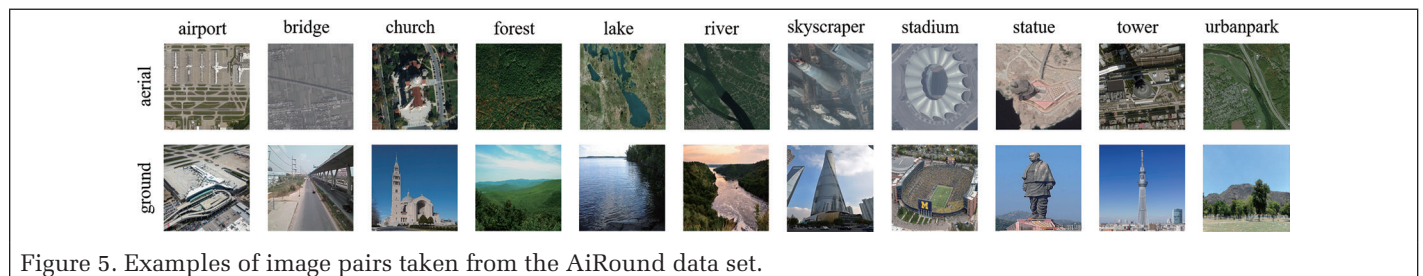 airport bridge church forest lake river skyscraper stadium statue tower urbanpark
aerial
ground
M
Figure 5. Examples of image pairs taken from the AiRound data set.